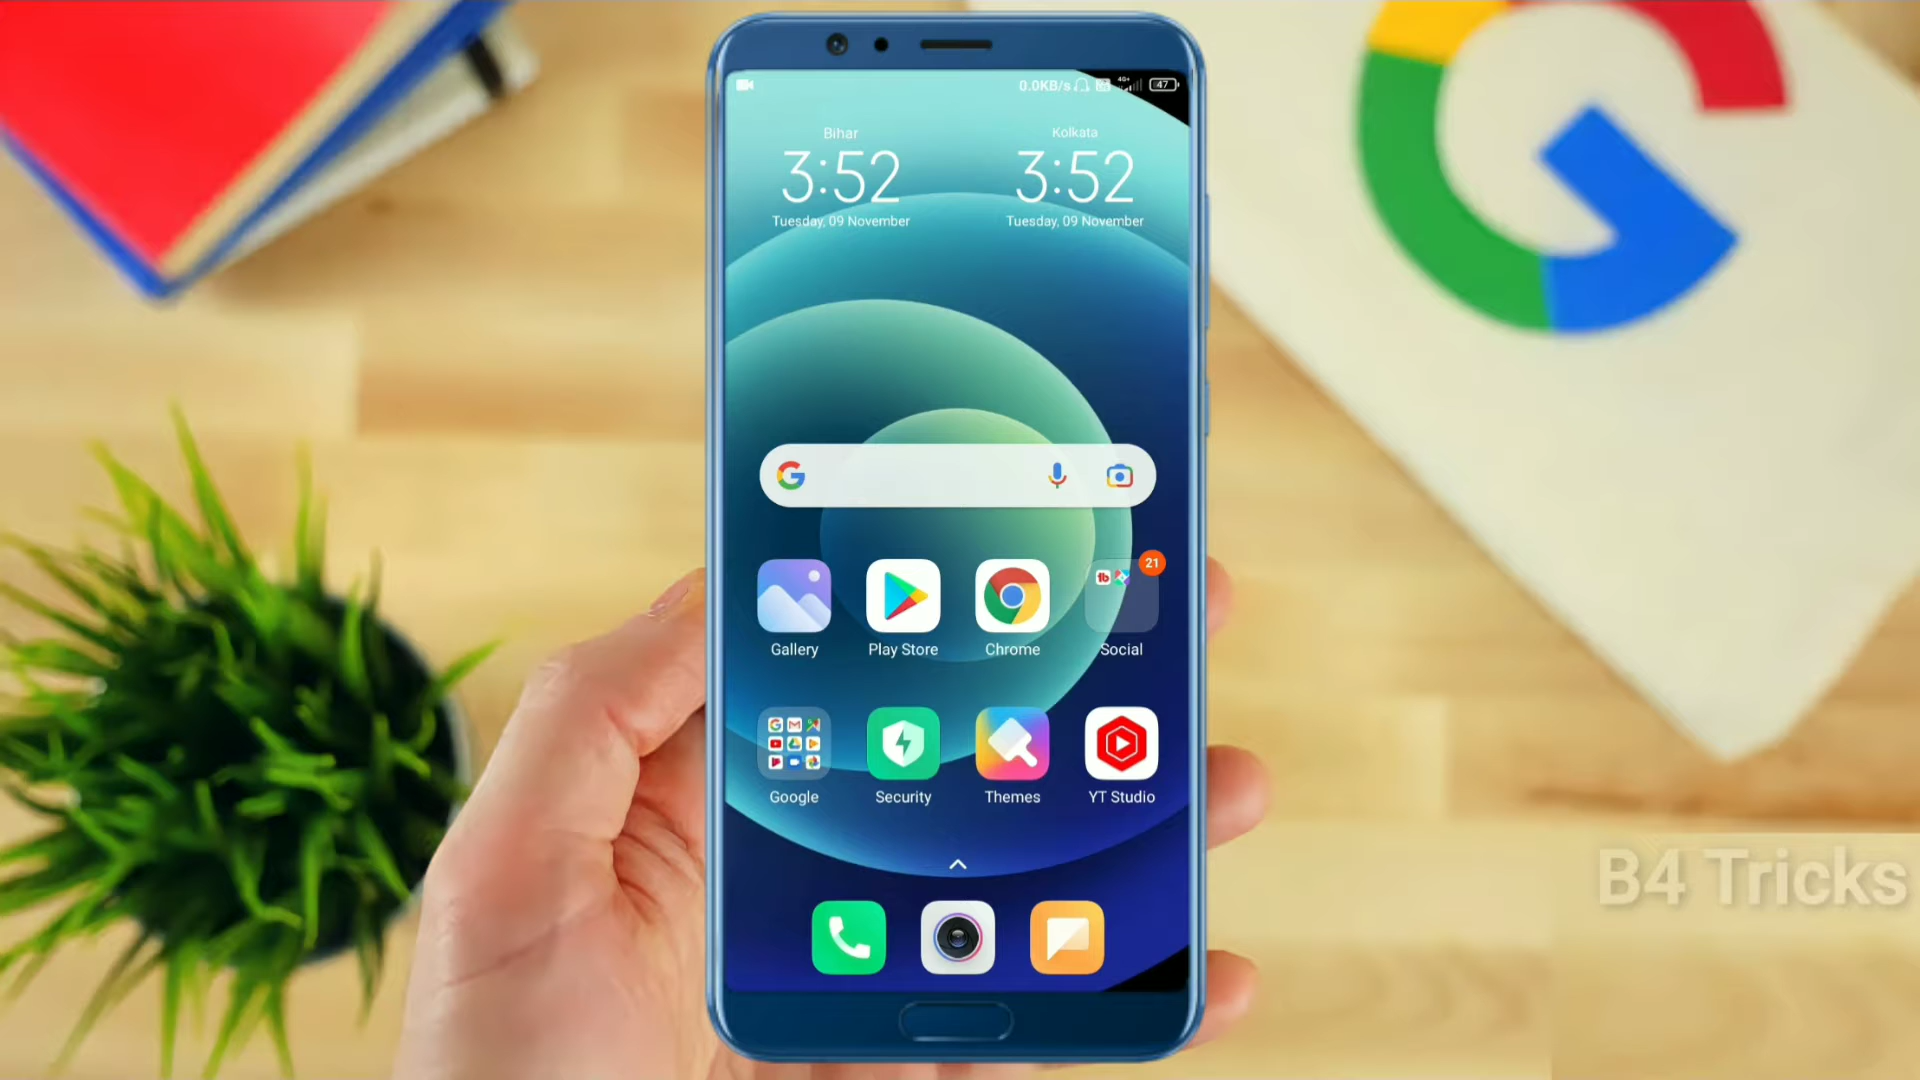 0.0KB/s 4G+ 47
Bihar
Kolkata
3:52
3:52
Tuesday, 09 November
Tuesday, 09 November
21
Gallery
Play Store
Chrome
Social
Google
Security
Themes
YT Studio
B4 Tricks